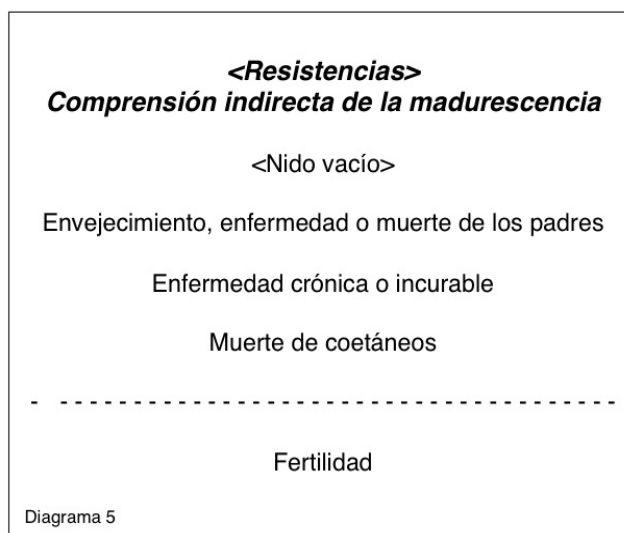 <Resistencias>
Comprensión indirecta de la madurescencia
<Nido vacío>
Envejecimiento, enfermedad o muerte de los padres
Enfermedad crónica o incurable
Muerte de coetáneos
Fertilidad
Diagrama 5